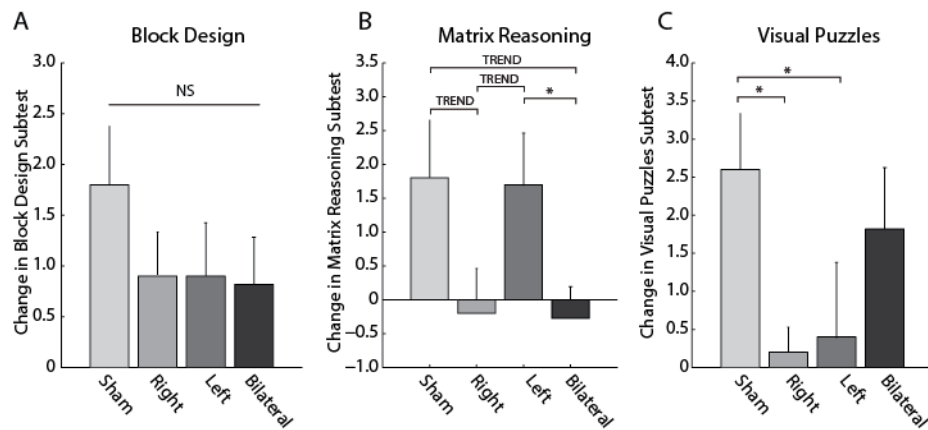 A
Block Design
Change in Block Design Subtest
3.0
2.5
2.0
1.5
1.0
0.5
0
NS
Sham
Right
Left
Bilateral
B
Matrix Reasoning
Change in Matrix Reasoning Subtest
3.5
3.0
2.5
2.0
1.5
1.0
0.5
0
−0.5
−1.0
TREND
TREND
TREND
*
Sham
Right
Left
Bilateral
C
Visual Puzzles
Change in Visual Puzzles Subtest
4.0
3.5
3.0
2.5
2.0
1.5
1.0
0.5
0
*
*
Sham
Right
Left
Bilateral